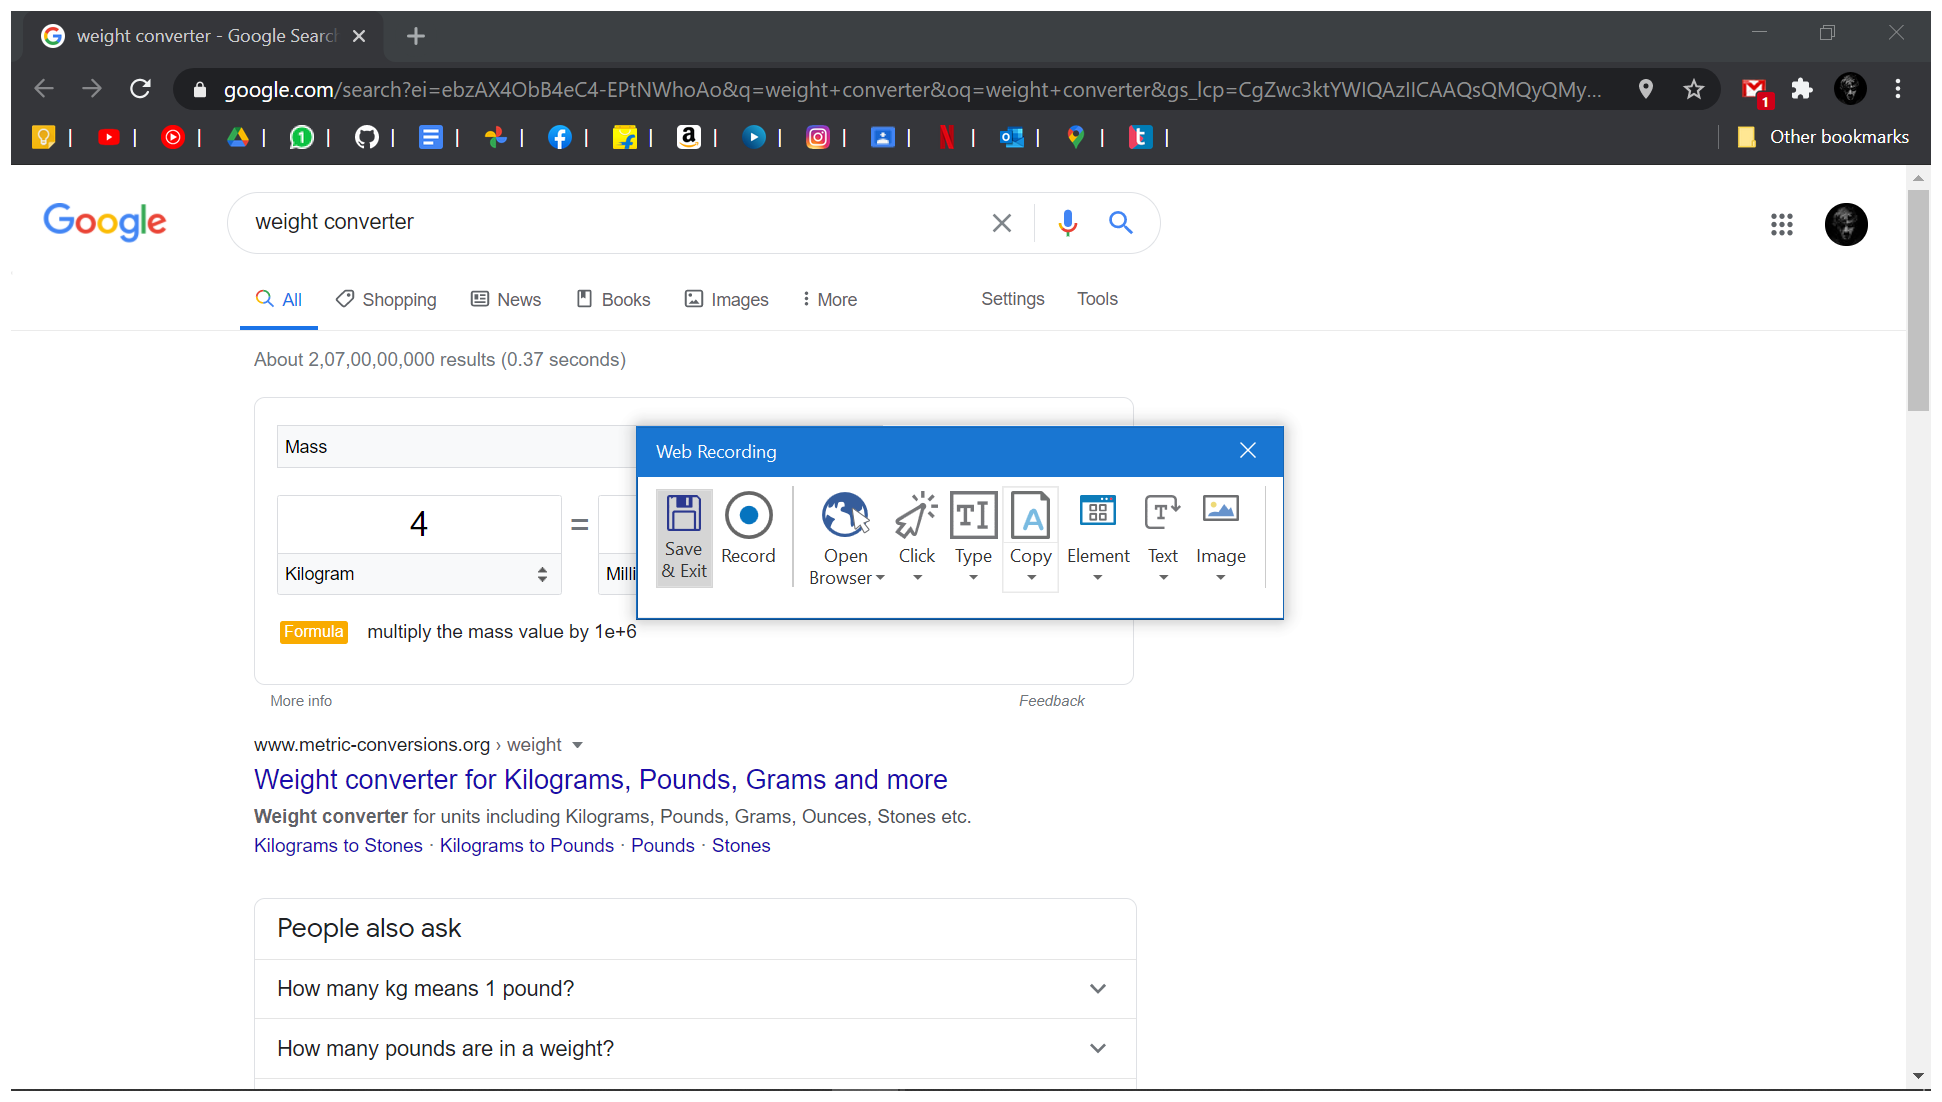 weight converter - Google Search
google.com/search?ei=ebzAX4ObB4eC4-EPtNWhoAo&q=weight+converter&oq=weight+converter&gs_lcp=CgZwc3ktYWIQAzIICAAQsQMQyQMy...
1
1
Other bookmarks
Google
weight converter
All
Shopping
News
Books
Images
More
Settings
Tools
About 2,07,00,00,000 results (0.37 seconds)
Mass
4
=
Kilogram
Milli
Formula
multiply the mass value by 1e+6
Web Recording
Save & Exit
Record
Open Browser
Click
Type
Copy
Element
Text
Image
More info
Feedback
www.metric-conversions.org › weight
Weight converter for Kilograms, Pounds, Grams and more
Weight converter for units including Kilograms, Pounds, Grams, Ounces, Stones etc.
Kilograms to Stones · Kilograms to Pounds · Pounds · Stones
People also ask
How many kg means 1 pound?
How many pounds are in a weight?